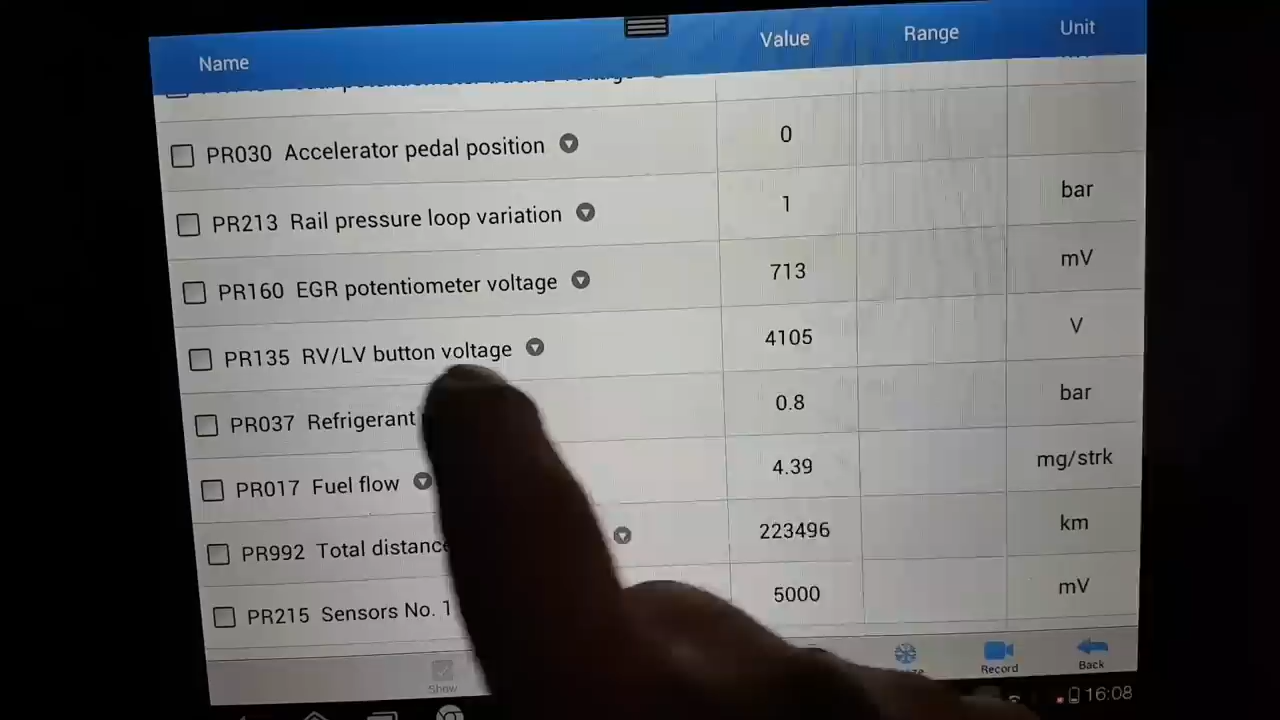 Name Value Range Unit
PR030 Accelerator pedal position 0
PR213 Rail pressure loop variation 1 bar
PR160 EGR potentiometer voltage 713 mV
PR135 RV/LV button voltage 4105 V
PR037 Refrigerant 0.8 bar
PR017 Fuel flow 4.39 mg/strk
PR992 Total distance 223496 km
PR215 Sensors No. 1 5000 mV
Show Record Back
16:08